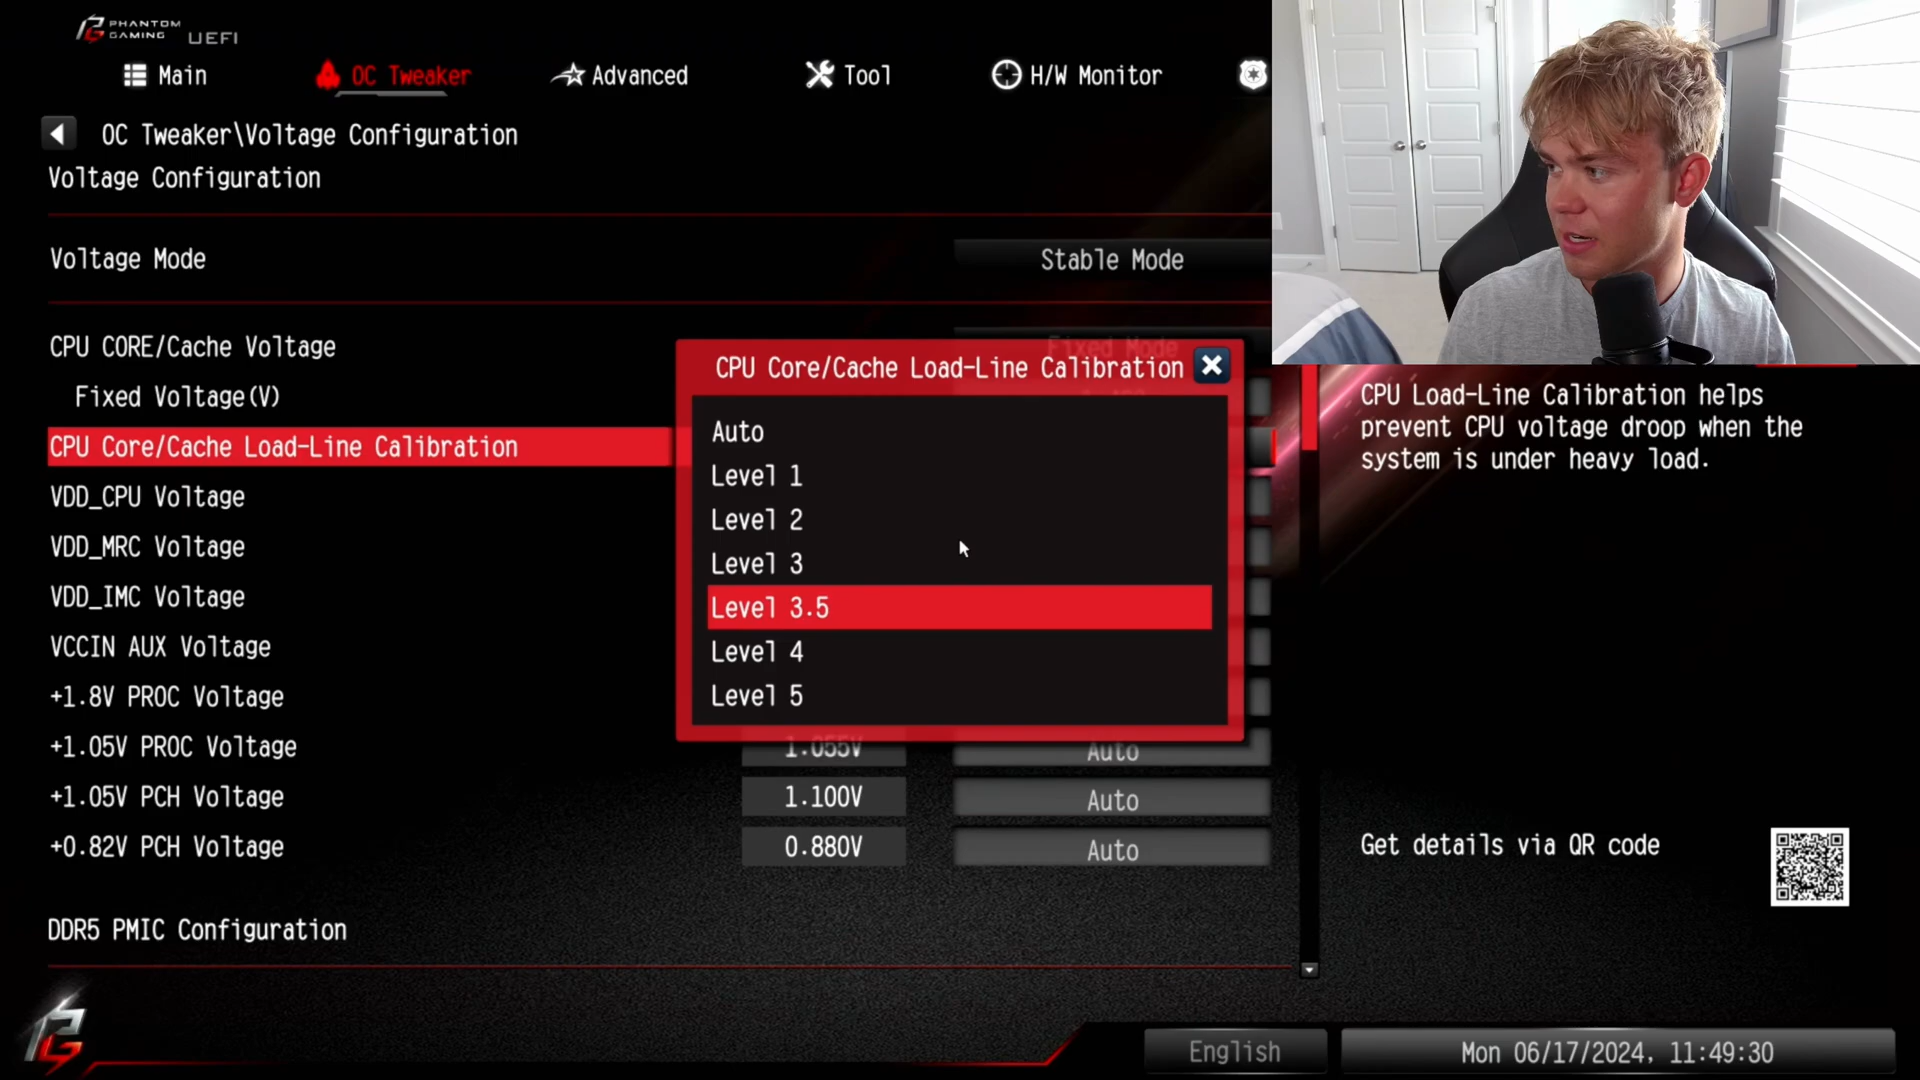 PHANTOM
GAMING UEFI
Main
OC Tweaker
Advanced
Tool
H/W Monitor
OC Tweaker\Voltage Configuration
Voltage Configuration
Voltage Mode
Stable Mode
CPU CORE/Cache Voltage
Fixed Mode
Fixed Voltage(V)
CPU Core/Cache Load-Line Calibration
VDD_CPU Voltage
VDD_MRC Voltage
VDD_IMC Voltage
VCCIN AUX Voltage
+1.8V PROC Voltage
+1.05V PROC Voltage
1.055V
Auto
+1.05V PCH Voltage
1.100V
Auto
+0.82V PCH Voltage
0.880V
Auto
DDR5 PMIC Configuration
CPU Core/Cache Load-Line Calibration
Auto
Level 1
Level 2
Level 3
Level 3.5
Level 4
Level 5
CPU Load-Line Calibration helps
prevent CPU voltage droop when the
system is under heavy load.
Get details via QR code
English
Mon 06/17/2024, 11:49:30